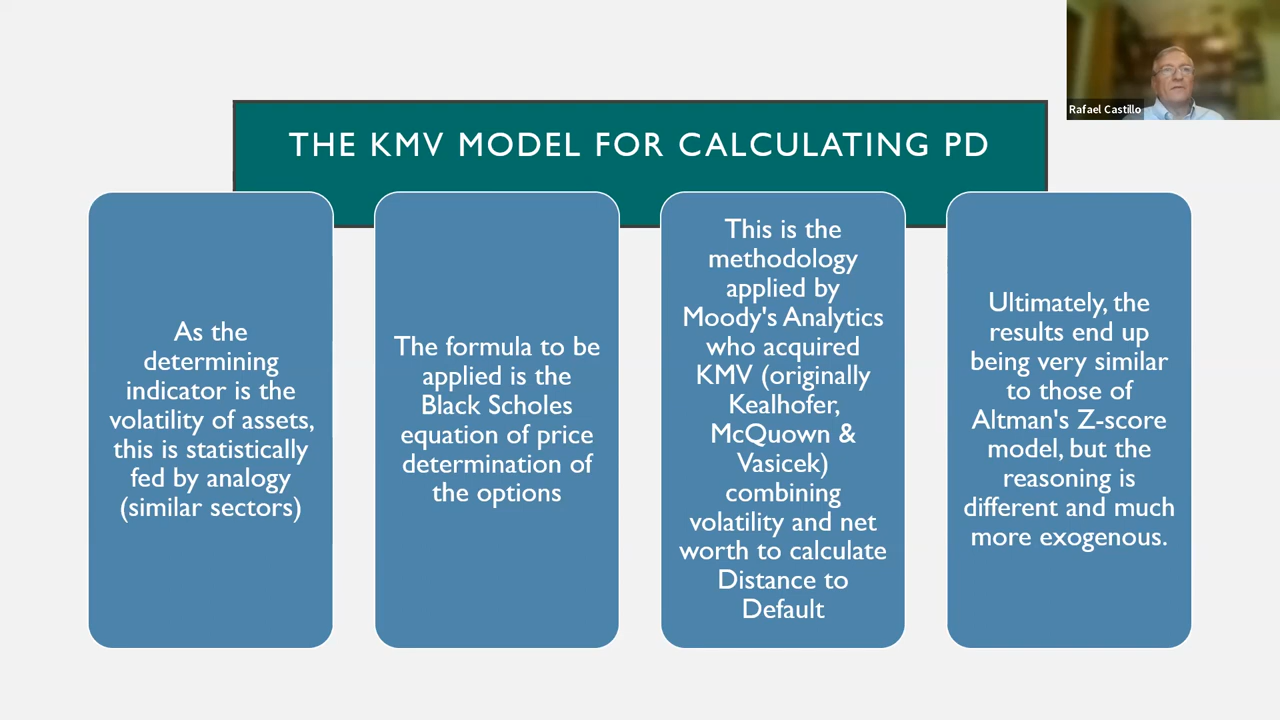 Rafael Castillo
THE KMV MODEL FOR CALCULATING PD
As the
determining
indicator is the
volatility of assets,
this is statistically
fed by analogy
(similar sectors)
The formula to be
applied is the
Black Scholes
equation of price
determination of
the options
This is the
methodology
applied by
Moody's Analytics
who acquired
KMV (originally
Kealhofer,
McQuown &
Vasicek)
combining
volatility and net
worth to calculate
Distance to
Default
Ultimately, the
results end up
being very similar
to those of
Altman's Z-score
model, but the
reasoning is
different and much
more exogenous.